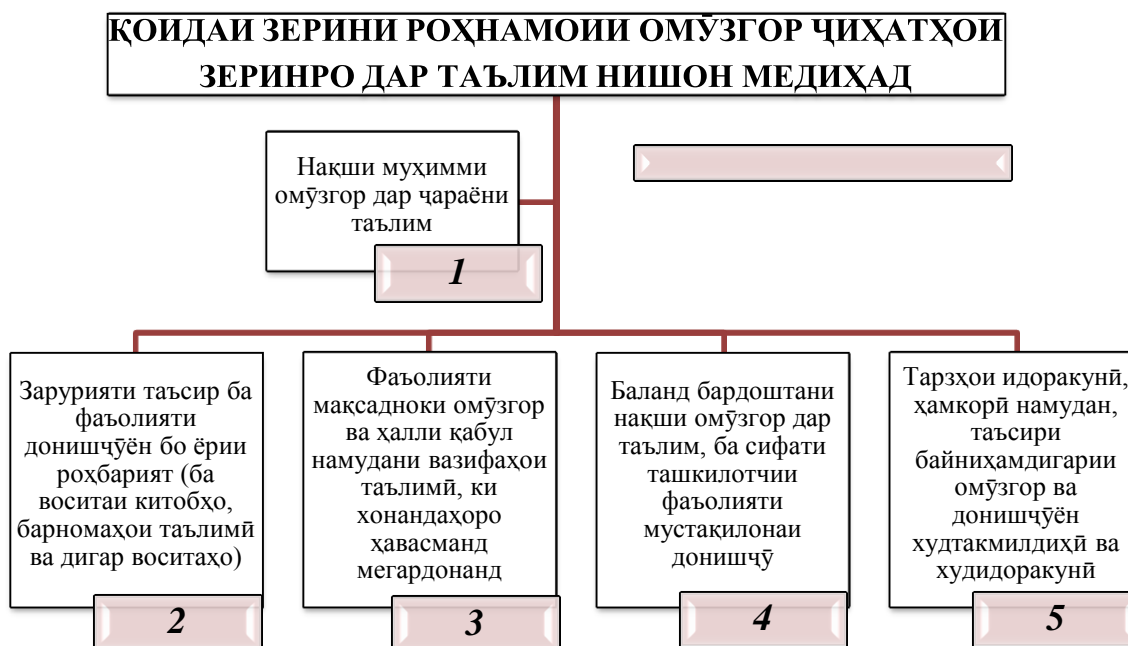 ҚОИДАИ ЗЕРИНИ РОҲНАМОИИ ОМӮЗГОР ҶИҲАТҲОИ
ЗЕРИНРО ДАР ТАЪЛИМ НИШОН МЕДИҲАД
Нақши муҳимми
омӯзгор дар ҷараёни
таълим
1
Зарурияти таъсир ба
фаъолияти
донишҷӯён бо ёрии
роҳбарият (ба
воситаи китобҳо,
барномаҳои таълимӣ
ва дигар воситаҳо)
2
Фаъолияти
мақсадноки омӯзгор
ва ҳалли қабул
намудани вазифаҳои
таълимӣ, ки
хонандаҳоро
ҳавасманд
мегардонанд
3
Баланд бардоштани
нақши омӯзгор дар
таълим, ба сифати
ташкилотчии
фаъолияти
мустақилонаи
донишҷӯ
4
Тарзҳои идоракунӣ,
ҳамкорӣ намудан,
таъсири
байниҳамдигарии
омӯзгор ва
донишҷӯён
худтакмилдиҳӣ ва
худидоракунӣ
5